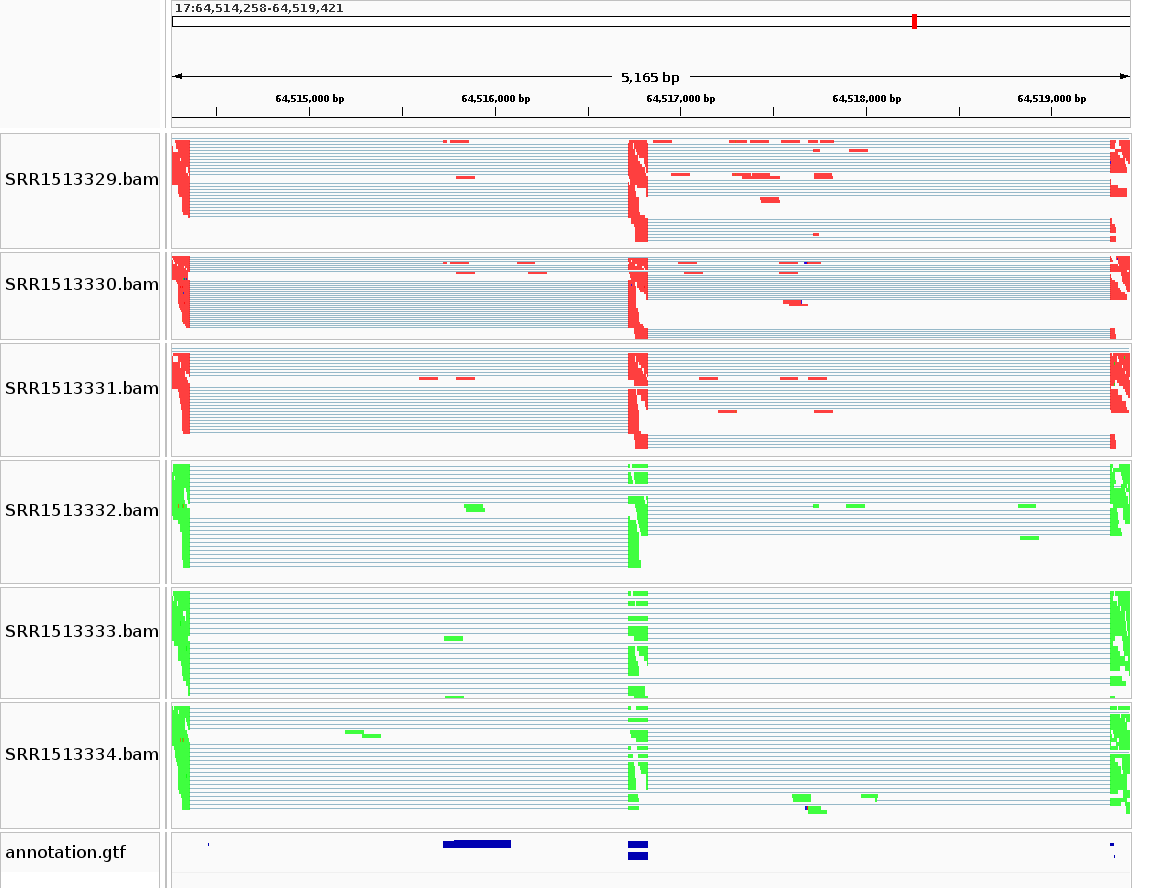 17:64,514,258-64,519,421
5,165 bp
64,515,000 bp 64,516,000 bp 64,517,000 bp 64,518,000 bp 64,519,000 bp
SRR1513329.bam
SRR1513330.bam
SRR1513331.bam
SRR1513332.bam
SRR1513333.bam
SRR1513334.bam
annotation.gtf